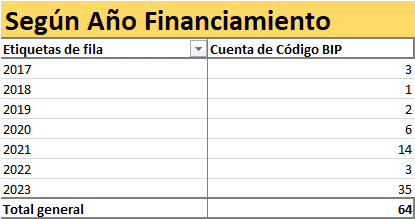 Según Año Financiamiento
Etiquetas de fila Cuenta de Código BIP
2017 3
2018 1
2019 2
2020 6
2021 14
2022 3
2023 35
Total general 64